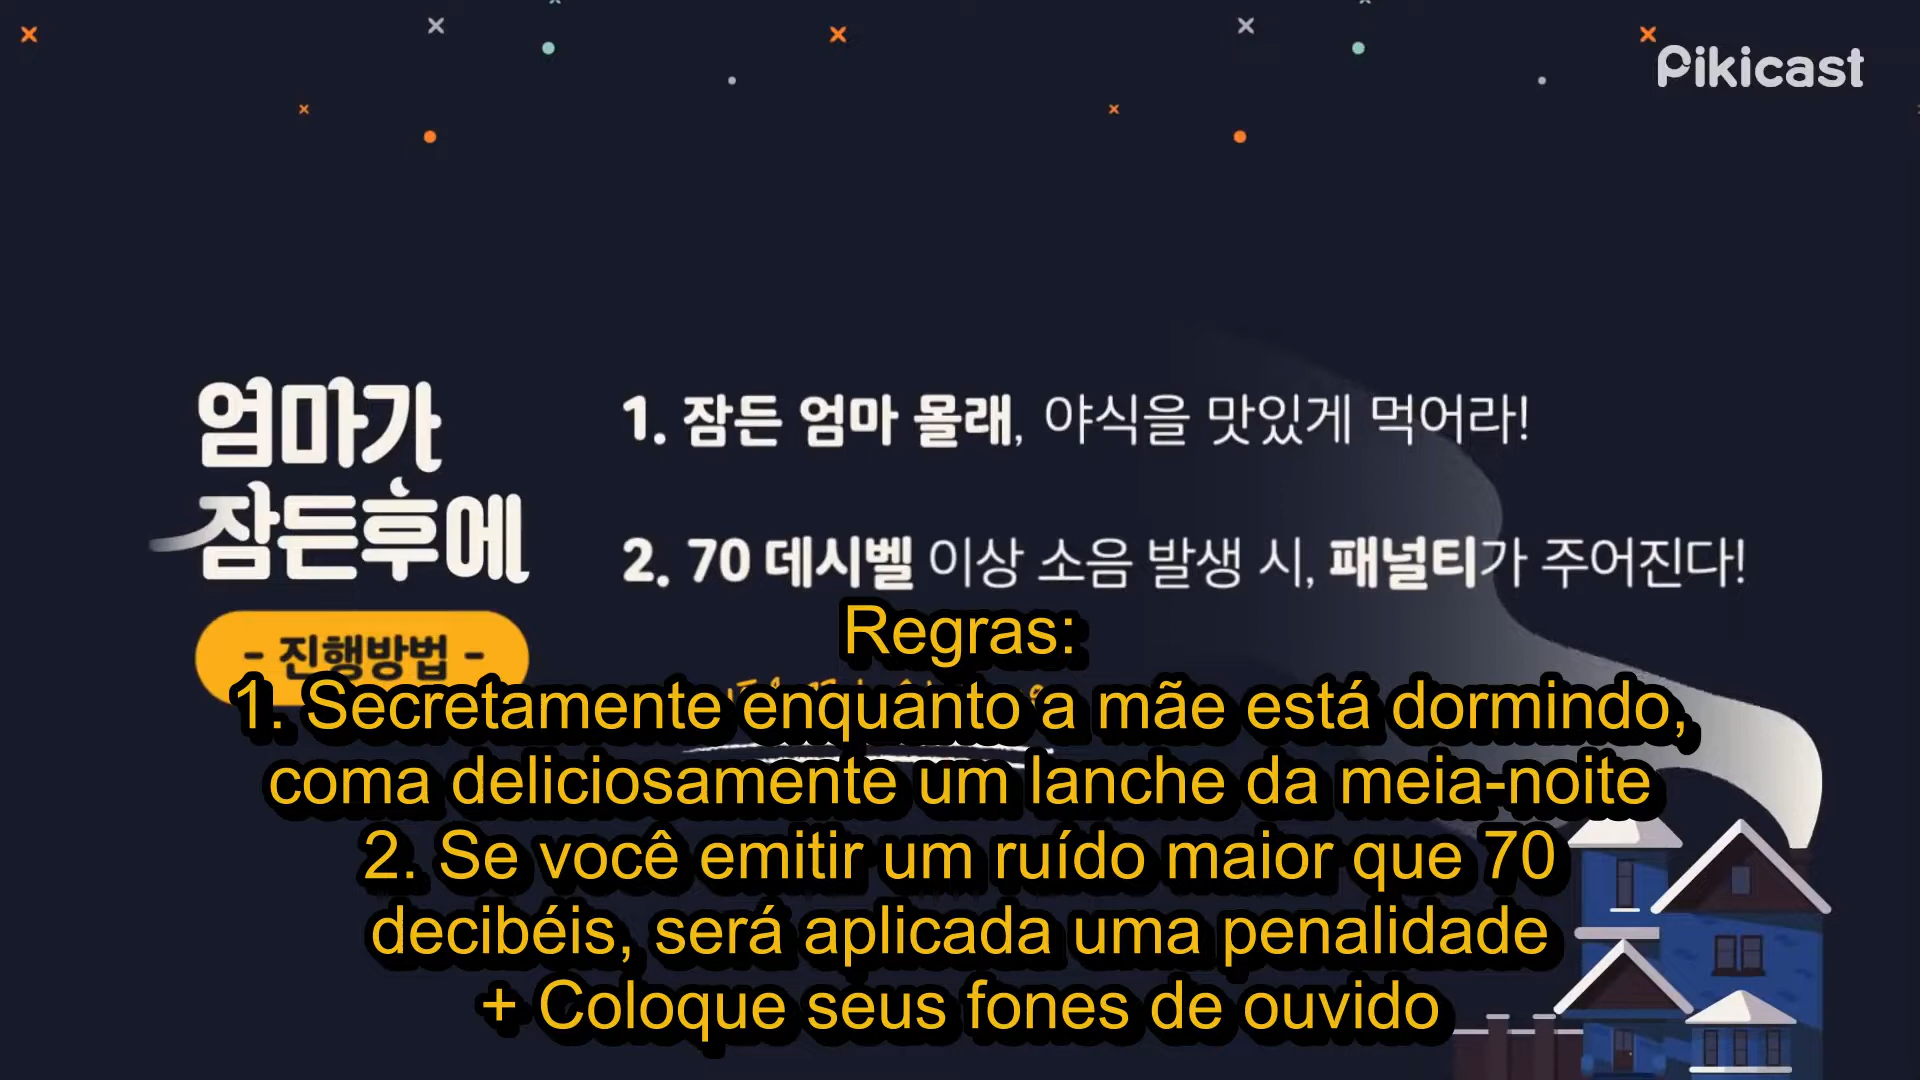 Pikicast
엄마가
잠든후에
- 진행방법 -
1. 잠든 엄마 몰래, 야식을 맛있게 먹어라!
2. 70 데시벨 이상 소음 발생 시, 패널티가 주어진다!
Regras:
1. Secretamente enquanto a mãe está dormindo,
coma deliciosamente um lanche da meia-noite
2. Se você emitir um ruído maior que 70
decibéis, será aplicada uma penalidade
+ Coloque seus fones de ouvido